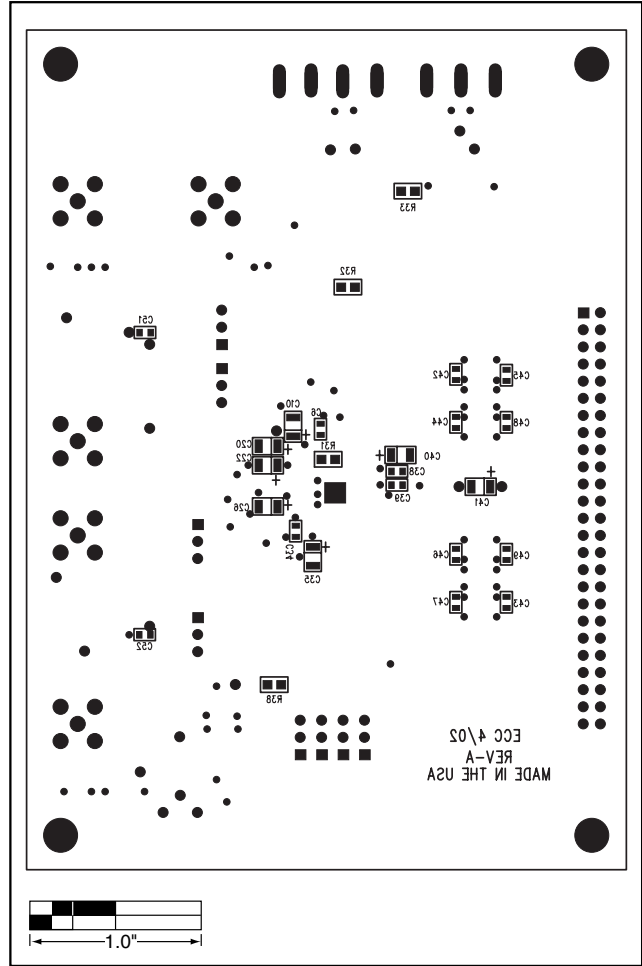 R33
R32
C51
C10
C6
C42
C45
C44
C48
C20
R31
C22
C40
C38
C39
C41
C26
C34
C35
C46
C49
C47
C43
C52
R38
ECC 4/02
REV-A
MADE IN THE USA
1.0"